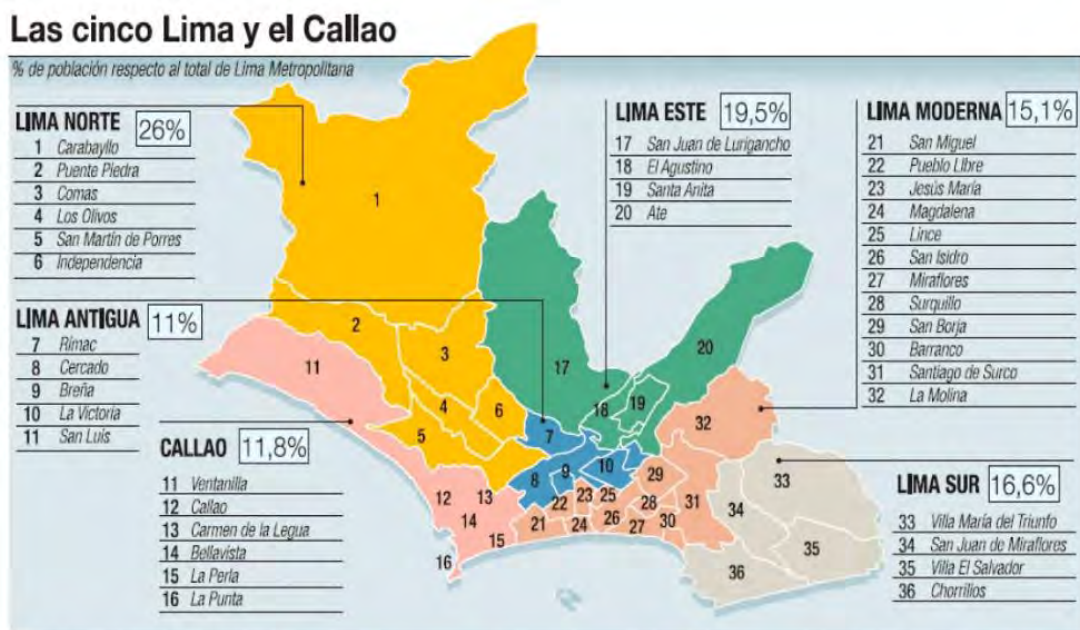 Las cinco Lima y el Callao
% de población respecto al total de Lima Metropolitana
LIMA NORTE 26%
1 Carabayllo
2 Puente Piedra
3 Comas
4 Los Olivos
5 San Martín de Porres
6 Independencia
LIMA ANTIGUA 11%
7 Rimac
8 Cercado
9 Breña
10 La Victoria
11 San Luis
CALLAO 11,8%
11 Ventanilla
12 Callao
13 Carmen de la Legua
14 Bellavista
15 La Perla
16 La Punta
LIMA ESTE 19,5%
17 San Juan de Lurigancho
18 El Agustino
19 Santa Anita
20 Ate
LIMA MODERNA 15,1%
21 San Miguel
22 Pueblo Libre
23 Jesús María
24 Magdalena
25 Lince
26 San Isidro
27 Miraflores
28 Surquillo
29 San Borja
30 Barranco
31 Santiago de Surco
32 La Molina
LIMA SUR 16,6%
33 Villa María del Triunfo
34 San Juan de Miraflores
35 Villa El Salvador
36 Chorrillos
1
2
3
11
17
20
4
6
18
19
32
5
7
8
9
10
29
33
12
13
22
23
25
28
31
34
14
21
24
26
27
30
15
35
16
36